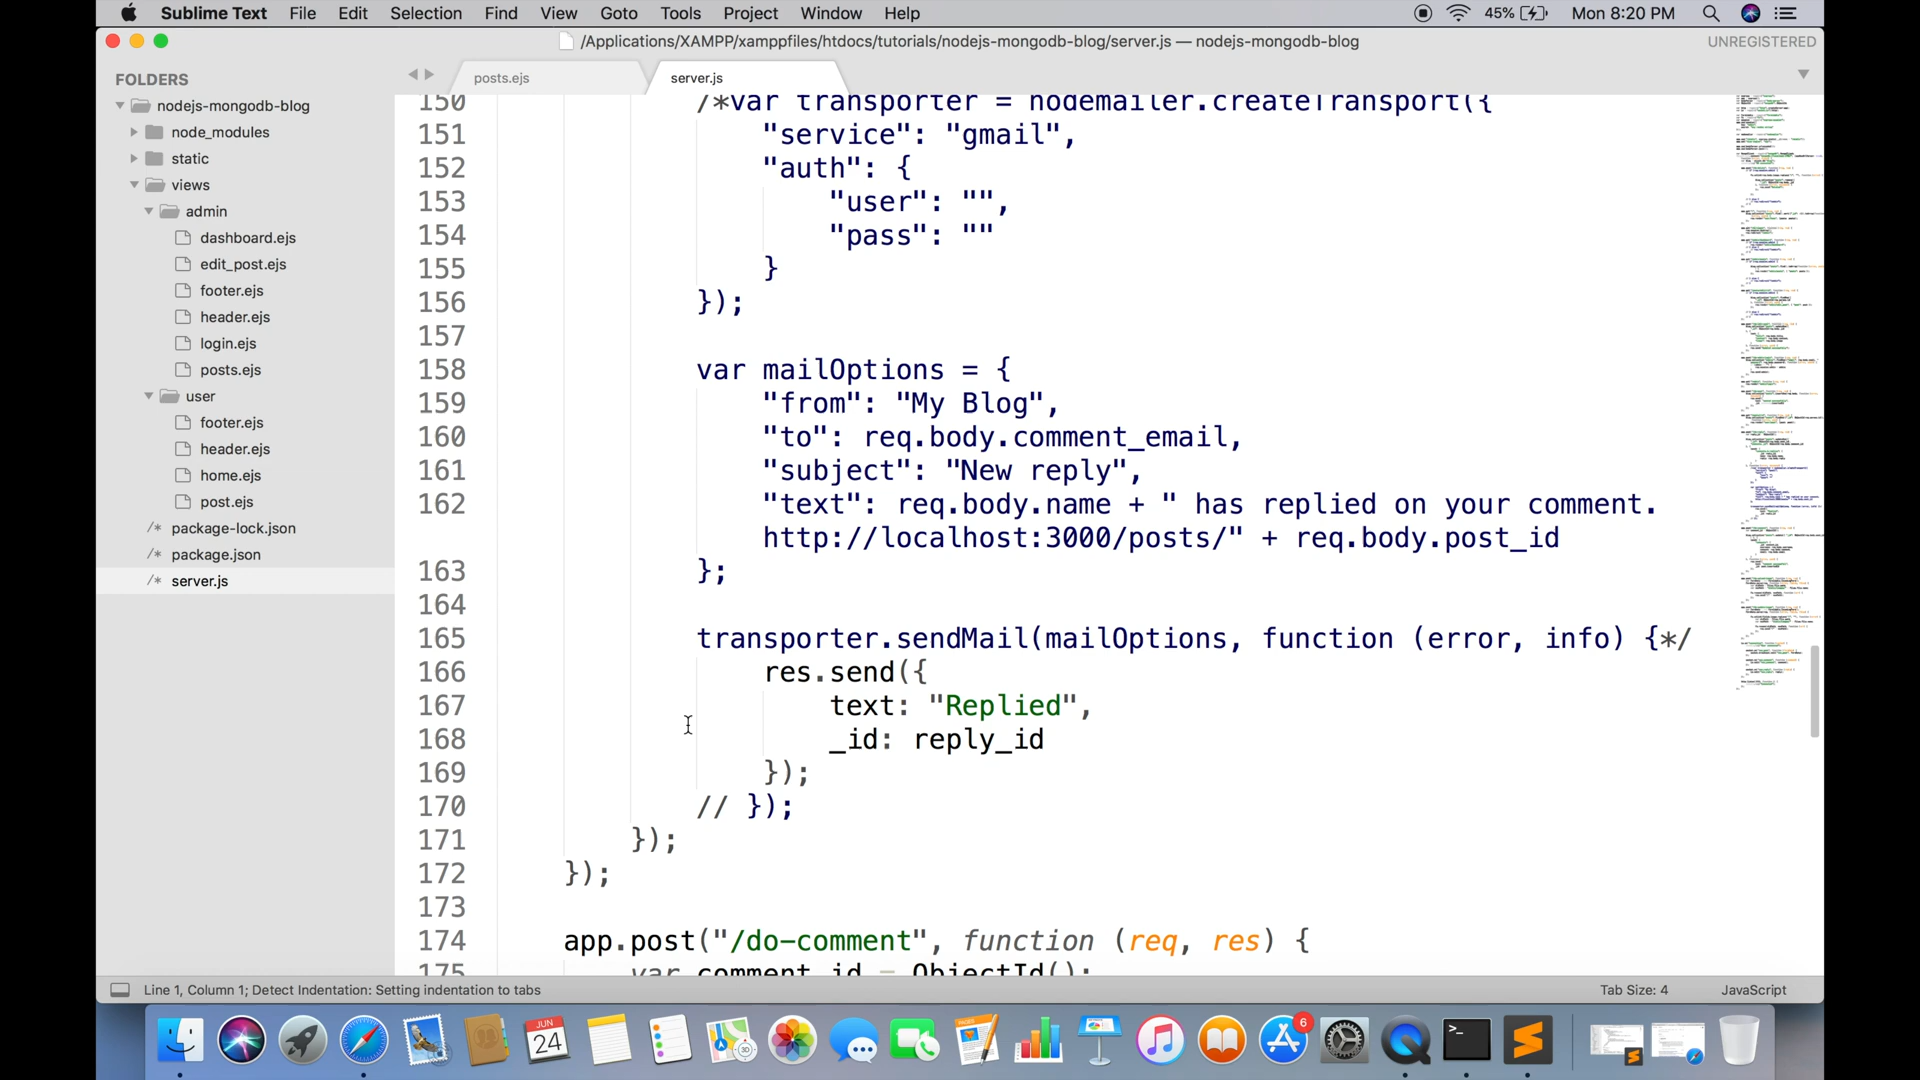 Sublime Text File Edit Selection Find View Goto Tools Project Window Help 45% Mon 8:20 PM
/Applications/XAMPP/xamppfiles/htdocs/tutorials/nodejs-mongodb-blog/server.js — nodejs-mongodb-blog UNREGISTERED
FOLDERS
nodejs-mongodb-blog
node_modules
static
views
admin
dashboard.ejs
edit_post.ejs
footer.ejs
header.ejs
login.ejs
posts.ejs
user
footer.ejs
header.ejs
home.ejs
post.ejs
/* package-lock.json
/* package.json
/* server.js
posts.ejs server.js
150 /*var transporter = nodemailer.createTransport({
151 "service": "gmail",
152 "auth": {
153 "user": "",
154 "pass": ""
155 }
156 });
157
158 var mailOptions = {
159 "from": "My Blog",
160 "to": req.body.comment_email,
161 "subject": "New reply",
162 "text": req.body.name + " has replied on your comment.
http://localhost:3000/posts/" + req.body.post_id
163 };
164
165 transporter.sendMail(mailOptions, function (error, info) {*/
166 res.send({
167 text: "Replied",
168 _id: reply_id
169 });
170 // });
171 });
172 });
173
174 app.post("/do-comment", function (req, res) {
175 var comment_id = ObjectId();
Line 1, Column 1; Detect Indentation: Setting indentation to tabs Tab Size: 4 JavaScript
JUN
24
6